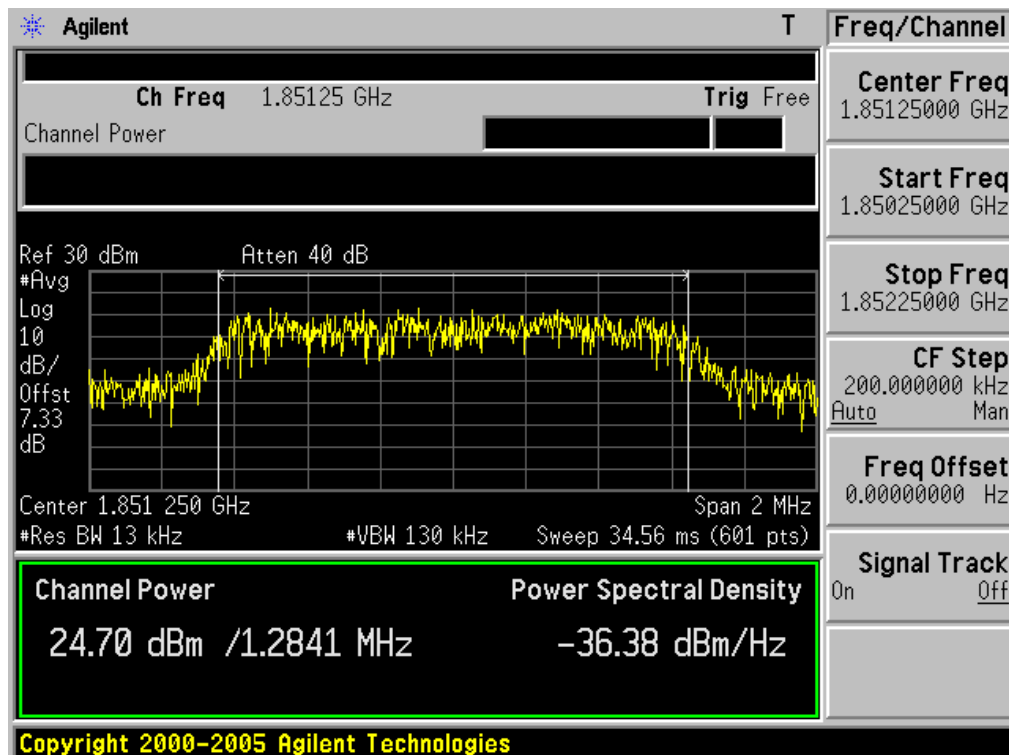 Agilent T
Freq/Channel
Ch Freq 1.85125 GHz Trig Free
Channel Power
Ref 30 dBm Atten 40 dB
#Avg
Log
10
dB/
Offst
7.33
dB
Center 1.851 250 GHz Span 2 MHz
#Res BW 13 kHz #VBW 130 kHz Sweep 34.56 ms (601 pts)
Channel Power Power Spectral Density
24.70 dBm /1.2841 MHz -36.38 dBm/Hz
Copyright 2000-2005 Agilent Technologies
Center Freq
1.85125000 GHz
Start Freq
1.85025000 GHz
Stop Freq
1.85225000 GHz
CF Step
200.000000 kHz
Auto Man
Freq Offset
0.00000000 Hz
Signal Track
On Off